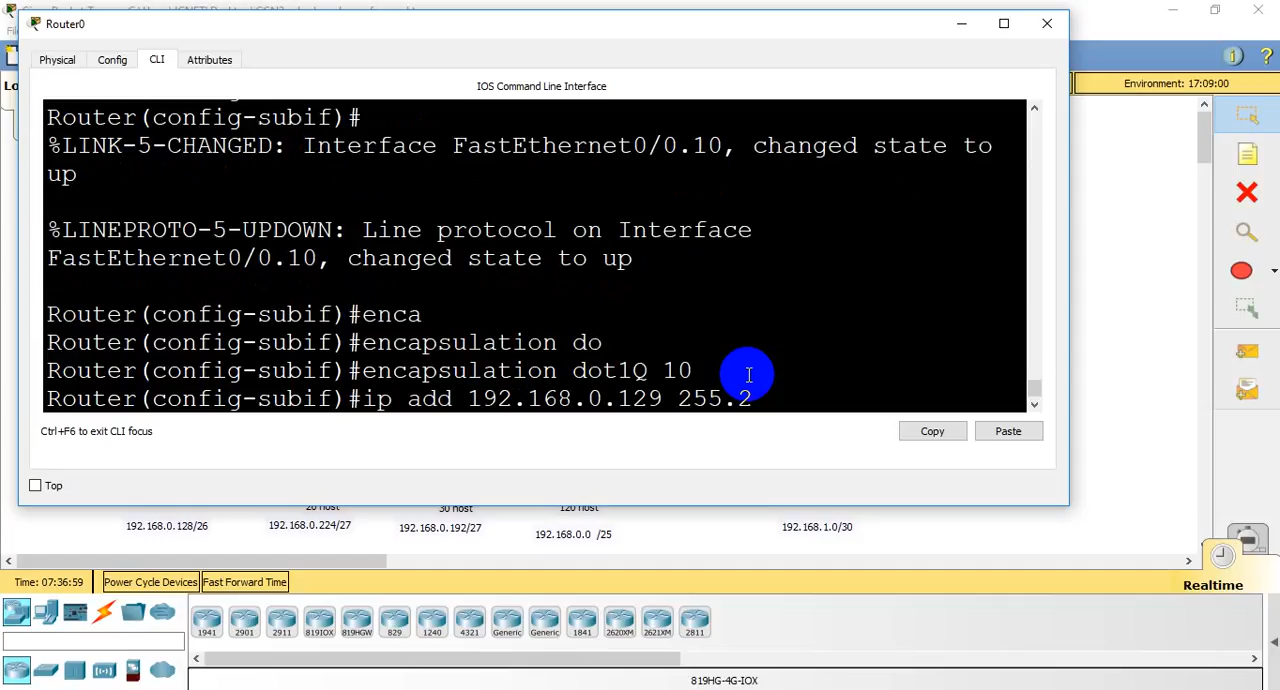 Router0
Physical
Config
CLI
Attributes
IOS Command Line Interface
Environment: 17:09:00
Router(config-subif)#
%LINK-5-CHANGED: Interface FastEthernet0/0.10, changed state to
up
%LINEPROTO-5-UPDOWN: Line protocol on Interface
FastEthernet0/0.10, changed state to up
Router(config-subif)#enca
Router(config-subif)#encapsulation do
Router(config-subif)#encapsulation dot1Q 10
Router(config-subif)#ip add 192.168.0.129 255.2
Ctrl+F6 to exit CLI focus
Copy
Paste
Top
20 host
30 host
120 host
192.168.0.128/26
192.168.0.224/27
192.168.0.192/27
192.168.0.0 /25
192.168.1.0/30
Time: 07:36:59
Power Cycle Devices
Fast Forward Time
Realtime
1941
2901
2911
819IOX
819HGW
829
1240
4321
Generic
Generic
1841
2620XM
2621XM
2811
819HG-4G-IOX